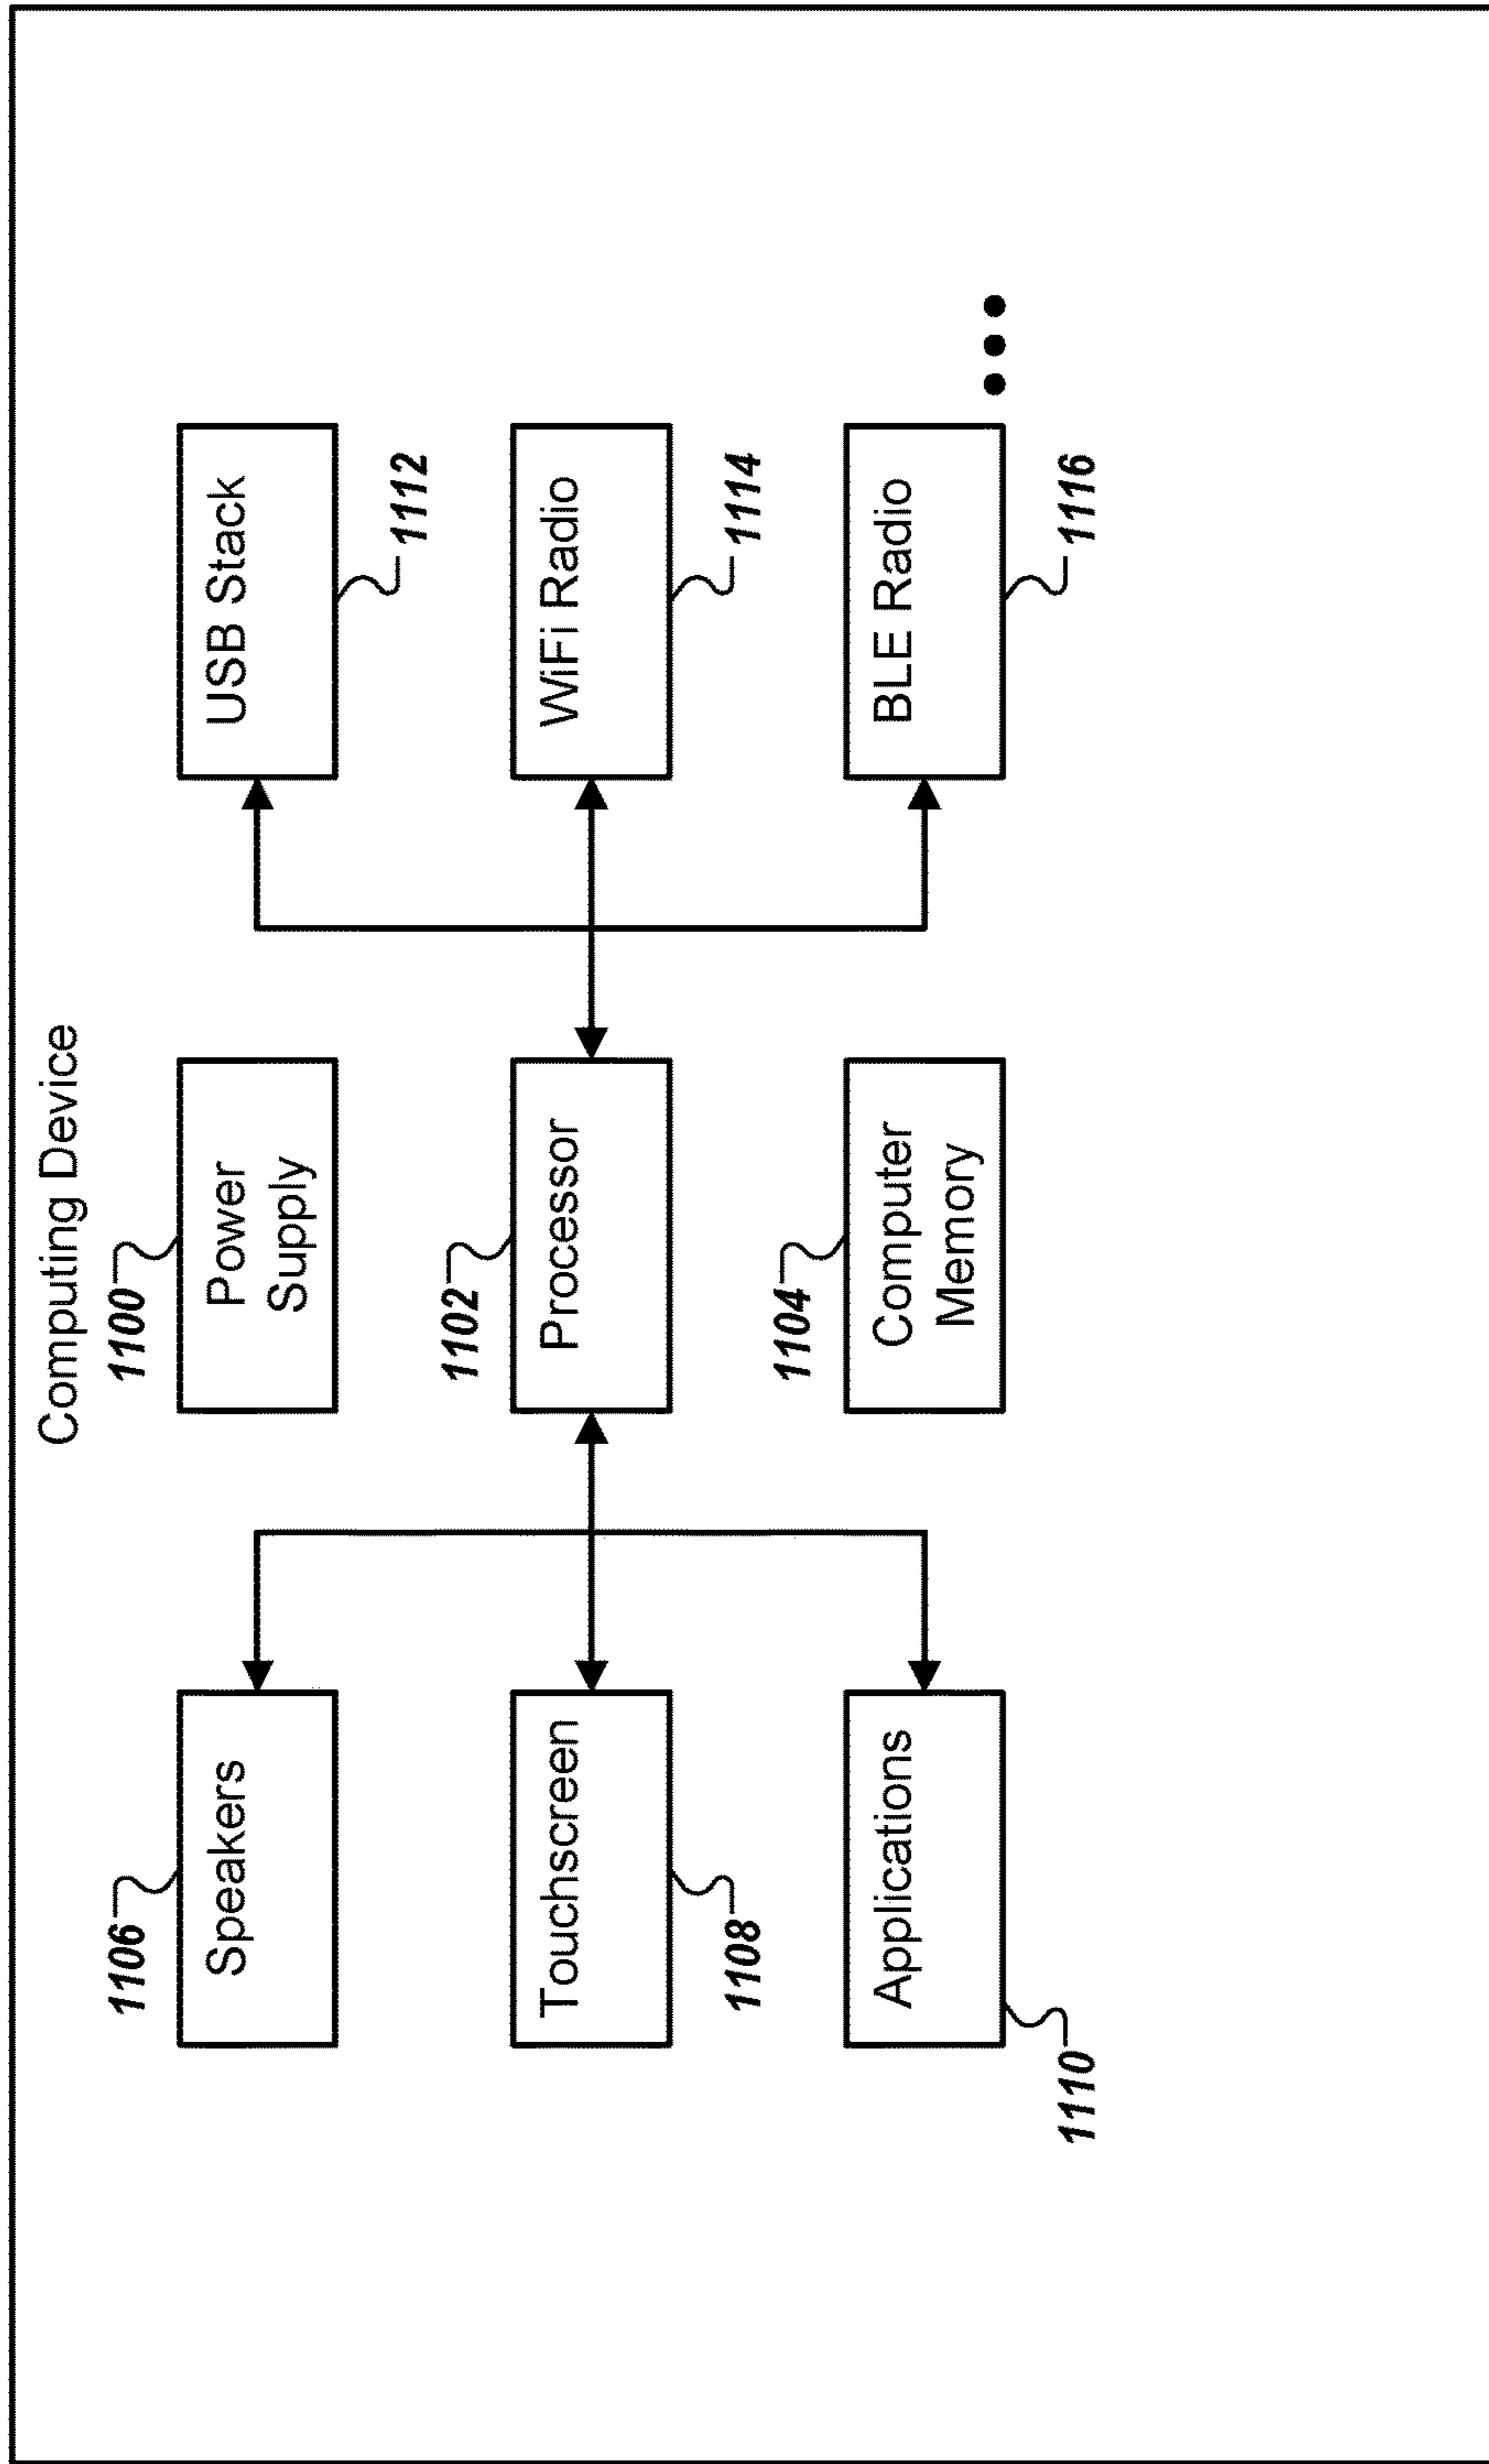 Computing Device
1106
Speakers
1108
Touchscreen
1110
Applications
1100
Power
Supply
1102
Processor
1104
Computer
Memory
USB Stack
1112
WiFi Radio
1114
BLE Radio
1116